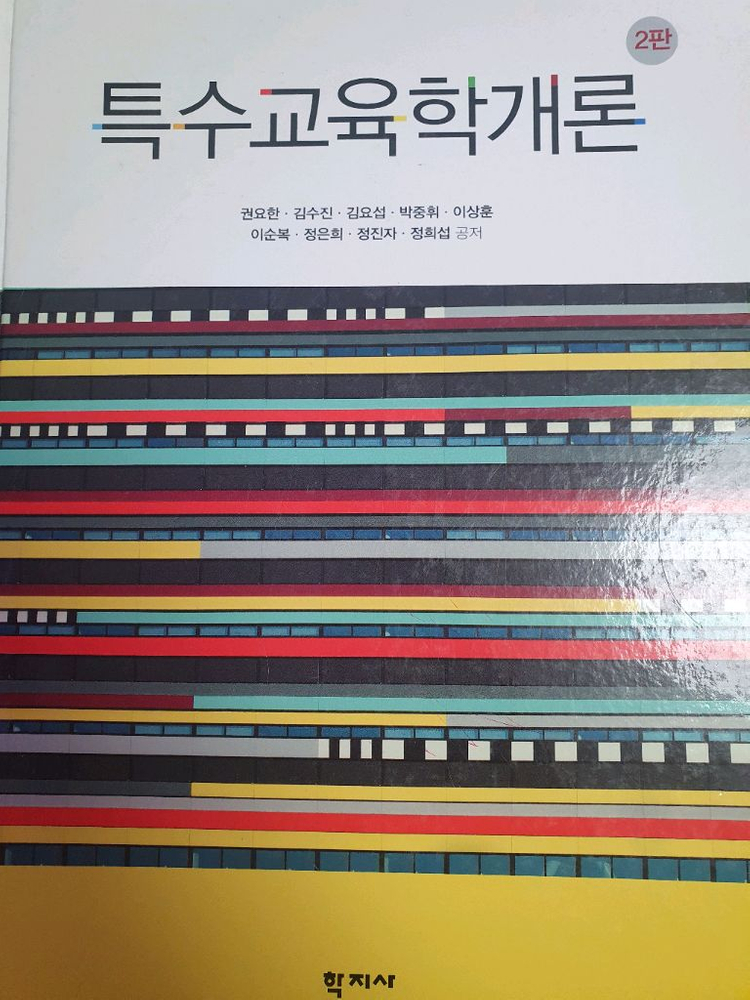 2판
특수교육학개론
권요한 · 김수진 · 김요섭 · 박중휘 · 이상훈
이순복 · 정은희 · 정진자 · 정희섭 공저
학지사